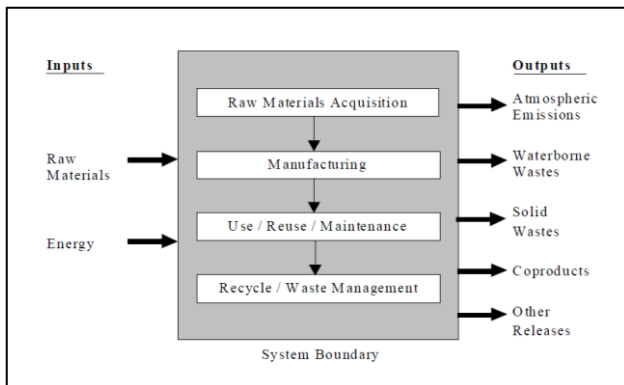 Inputs
Outputs
Raw Materials Acquisition
Atmospheric
Emissions
Raw
Materials
Manufacturing
Waterborne
Wastes
Energy
Use / Reuse / Maintenance
Solid
Wastes
Recycle / Waste Management
Coproducts
Other
Releases
System Boundary